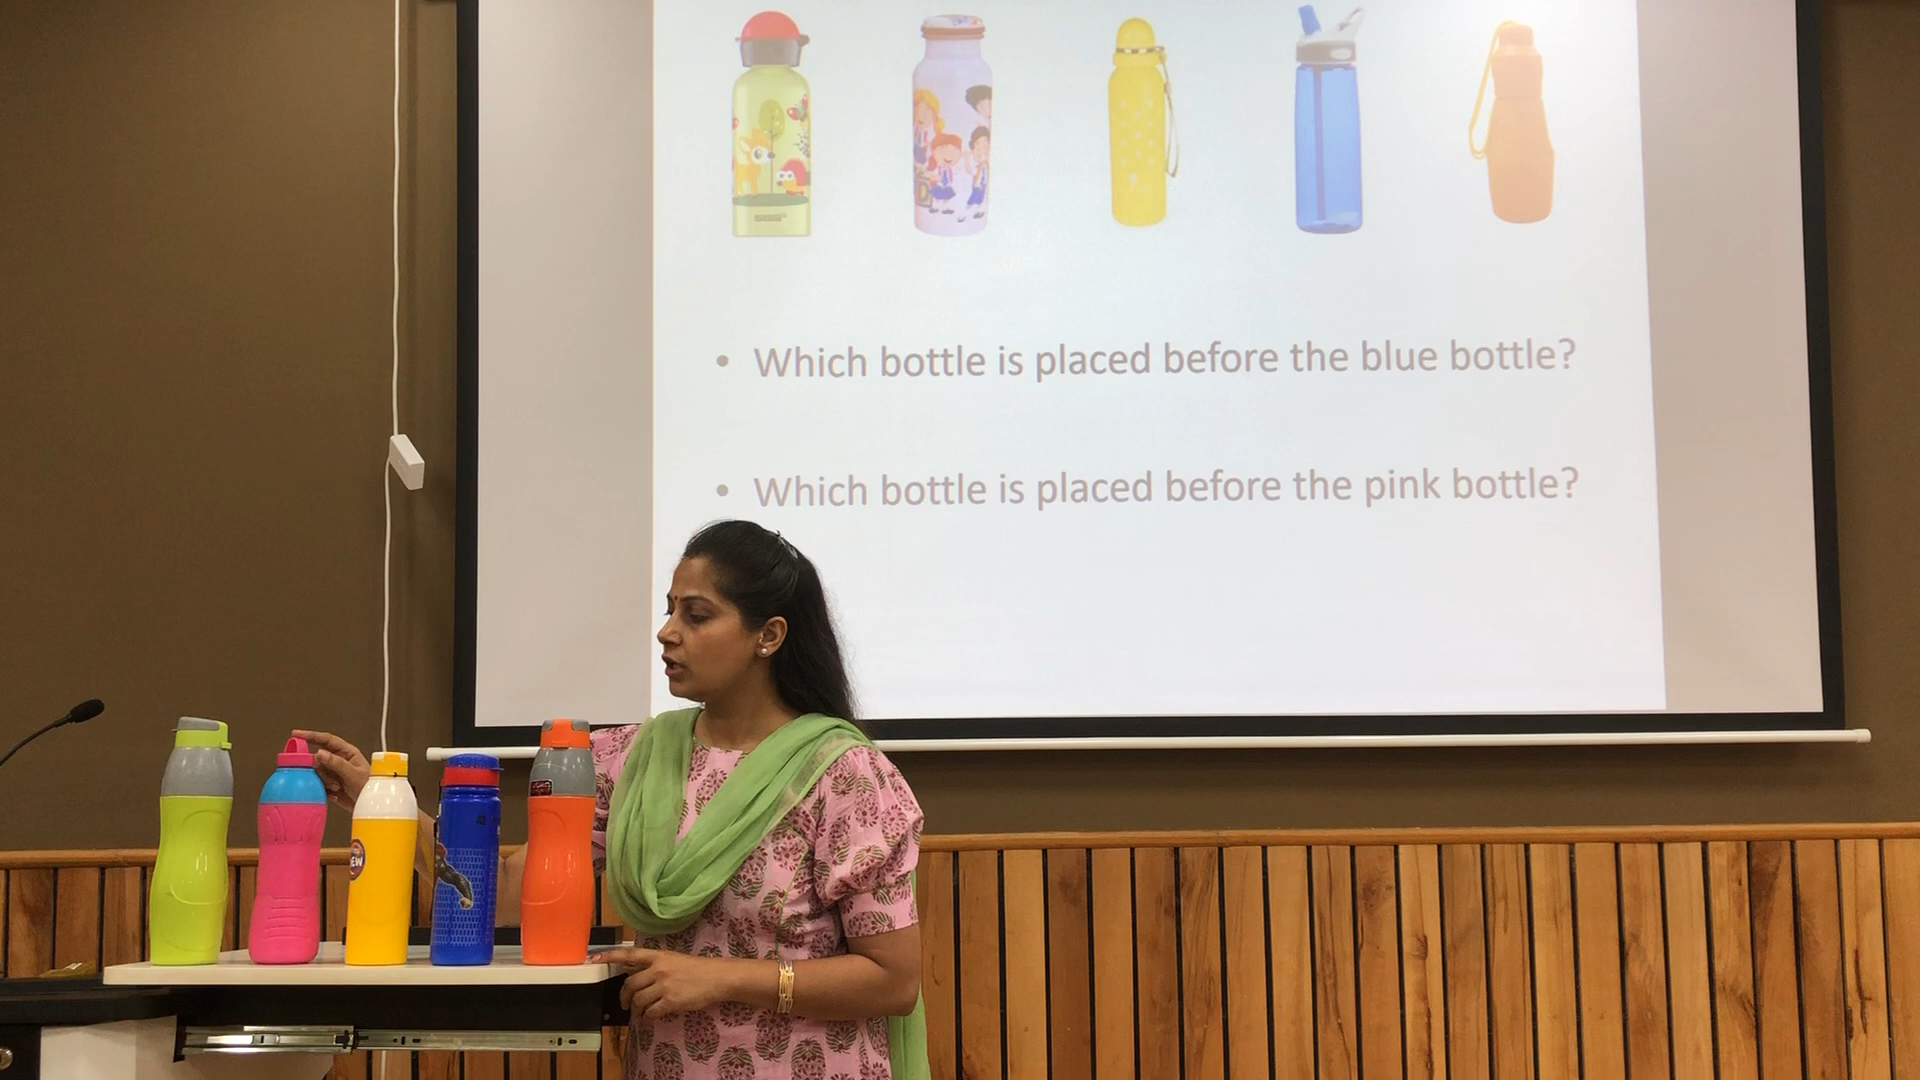 • Which bottle is placed before the blue bottle?
• Which bottle is placed before the pink bottle?